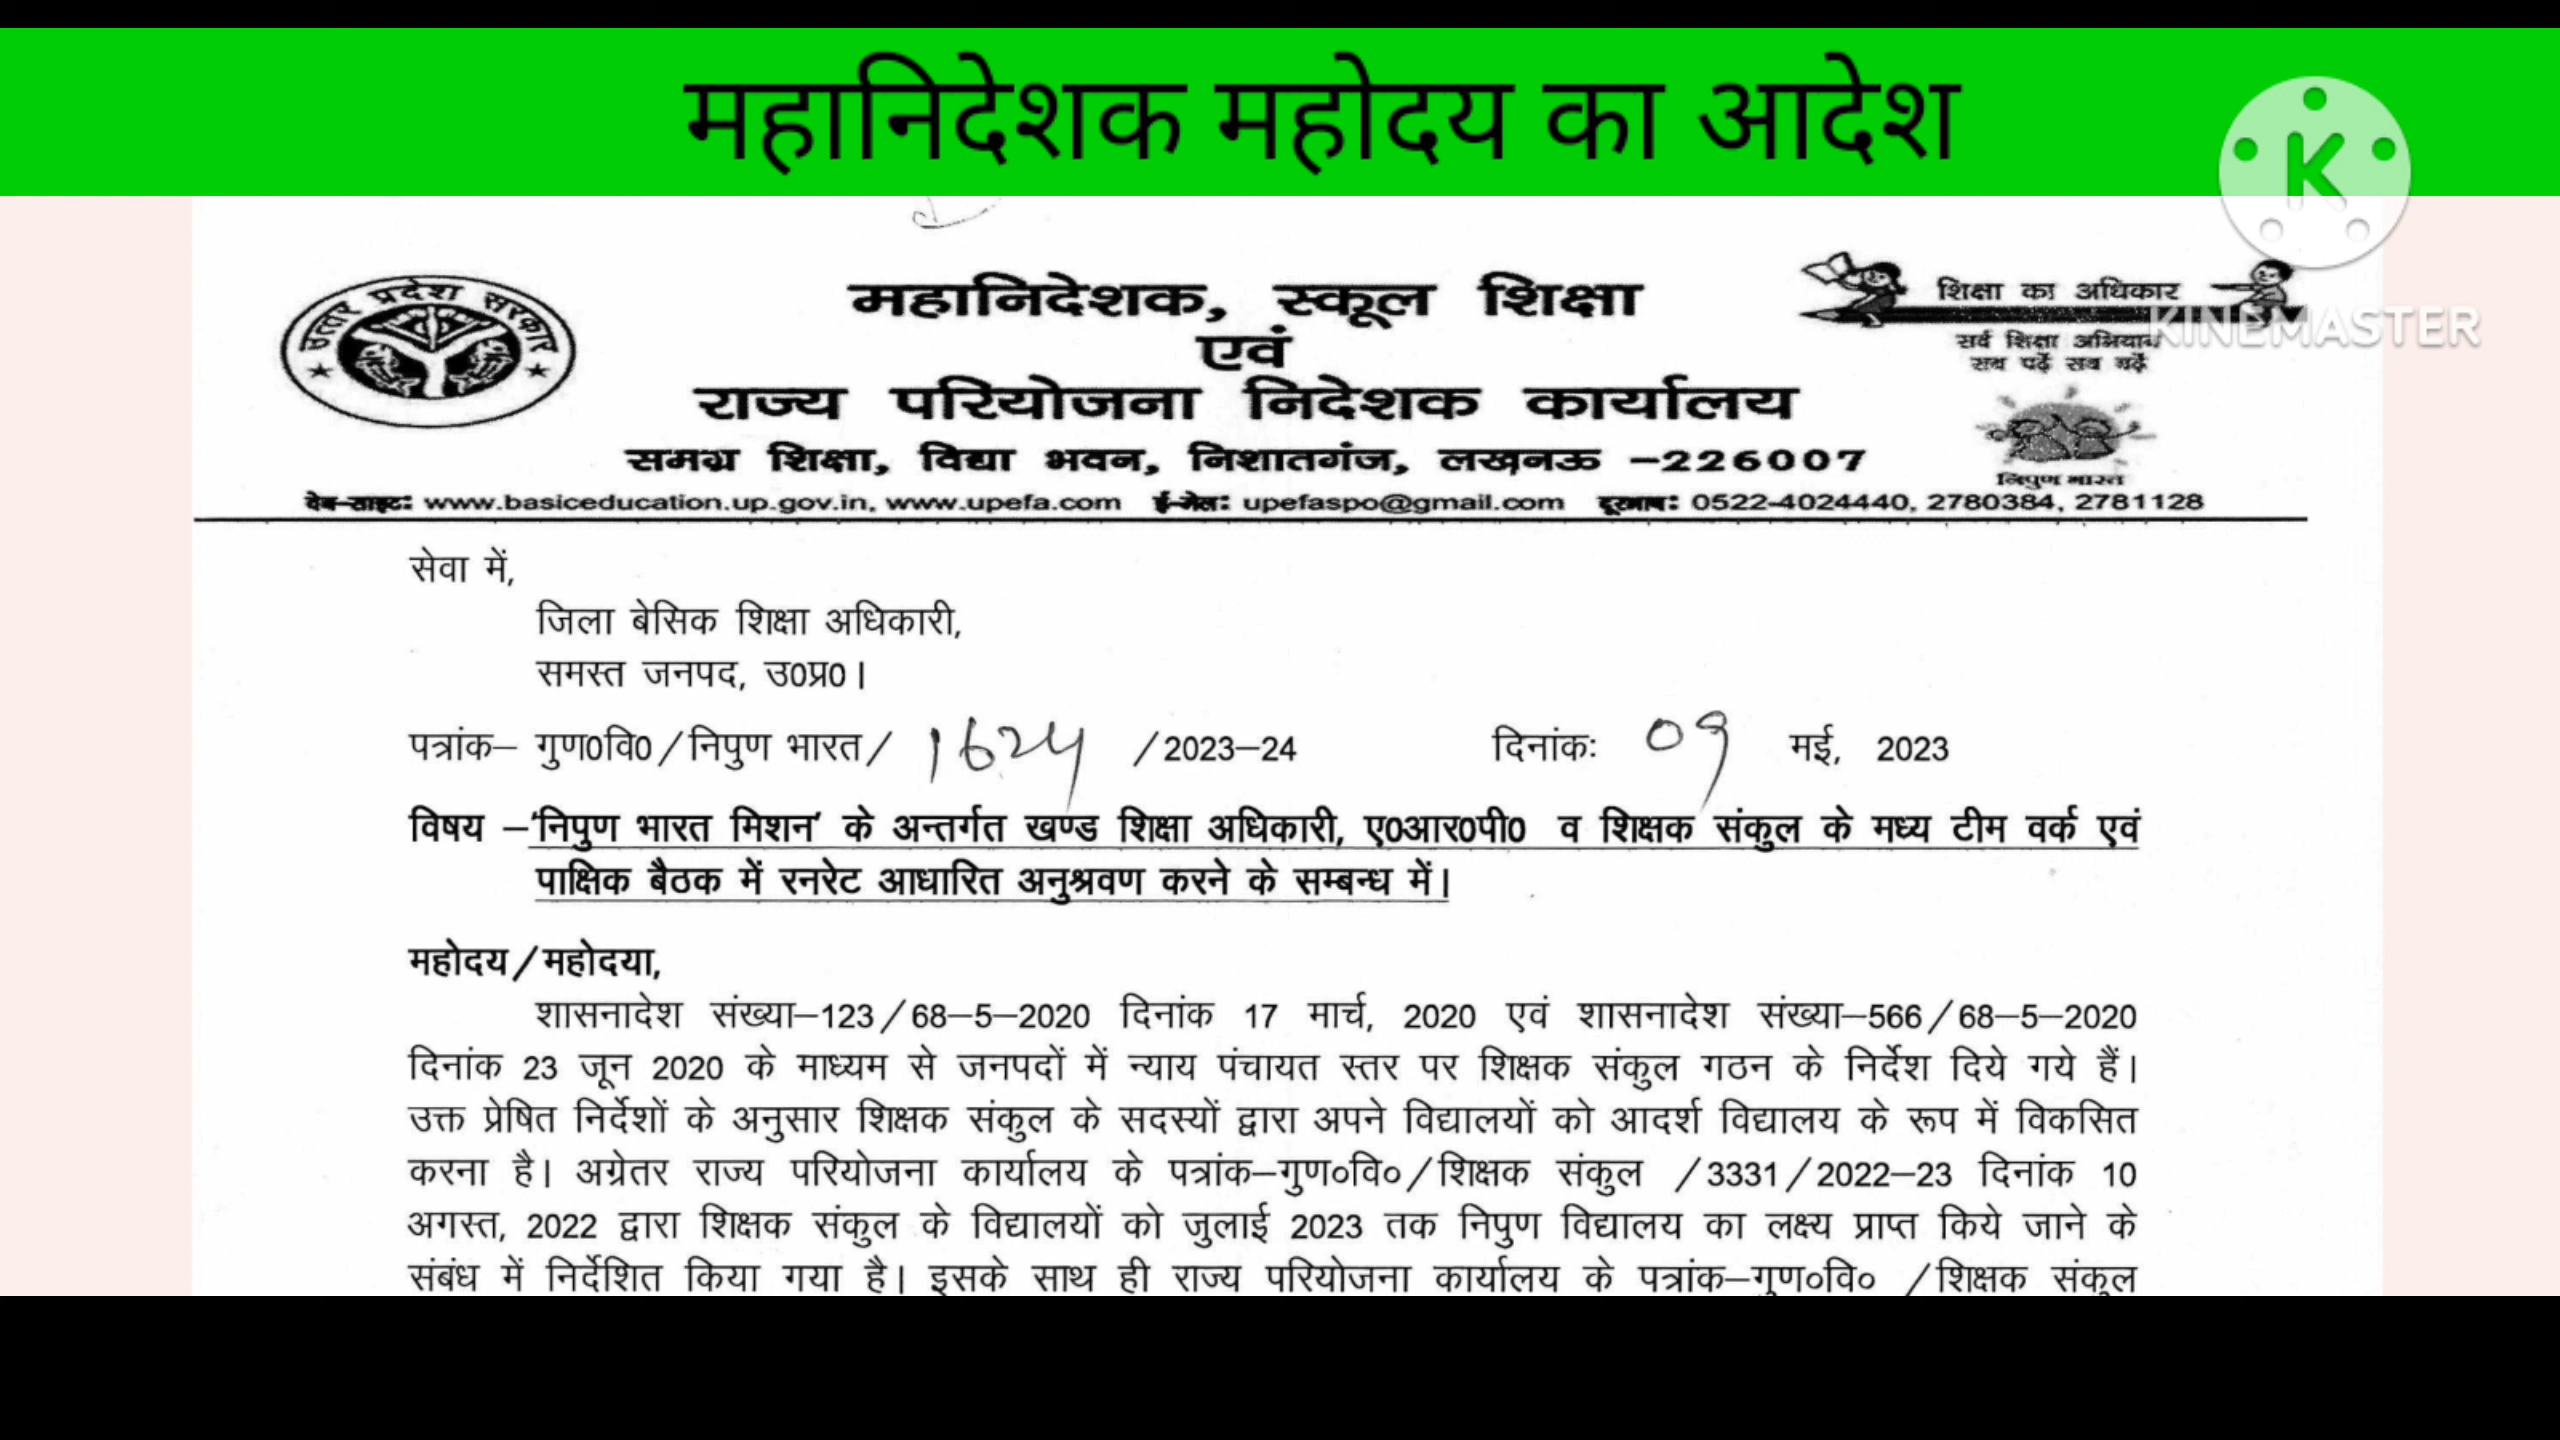 महानिदेशक महोदय का आदेश
K
KINEMASTER
उत्तर प्रदेश सरकार
महानिदेशक, स्कूल शिक्षा
एवं
राज्य परियोजना निदेशक कार्यालय
समग्र शिक्षा, विद्या भवन, निशातगंज, लखनऊ –226007
शिक्षा का अधिकार
सर्व शिक्षा अभियान
सब पढ़ें सब बढ़ें
निपुण भारत
वेब–साइट: www.basiceducation.up.gov.in, www.upefa.com ई–मेल: upefaspo@gmail.com दूरभाष: 0522-4024440, 2780384, 2781128
सेवा में,
जिला बेसिक शिक्षा अधिकारी,
समस्त जनपद, उ0प्र0।
पत्रांक– गुण0वि0/निपुण भारत/ 1624 /2023–24 दिनांक: 09 मई, 2023
विषय –'निपुण भारत मिशन' के अन्तर्गत खण्ड शिक्षा अधिकारी, ए0आर0पी0 व शिक्षक संकुल के मध्य टीम वर्क एवं
पाक्षिक बैठक में रनरेट आधारित अनुश्रवण करने के सम्बन्ध में।
महोदय/महोदया,
शासनादेश संख्या–123/68–5–2020 दिनांक 17 मार्च, 2020 एवं शासनादेश संख्या–566/68–5–2020
दिनांक 23 जून 2020 के माध्यम से जनपदों में न्याय पंचायत स्तर पर शिक्षक संकुल गठन के निर्देश दिये गये हैं।
उक्त प्रेषित निर्देशों के अनुसार शिक्षक संकुल के सदस्यों द्वारा अपने विद्यालयों को आदर्श विद्यालय के रूप में विकसित
करना है। अग्रेतर राज्य परियोजना कार्यालय के पत्रांक–गुण०वि०/शिक्षक संकुल /3331/2022–23 दिनांक 10
अगस्त, 2022 द्वारा शिक्षक संकुल के विद्यालयों को जुलाई 2023 तक निपुण विद्यालय का लक्ष्य प्राप्त किये जाने के
संबंध में निर्देशित किया गया है। इसके साथ ही राज्य परियोजना कार्यालय के पत्रांक–गुण०वि० /शिक्षक संकुल